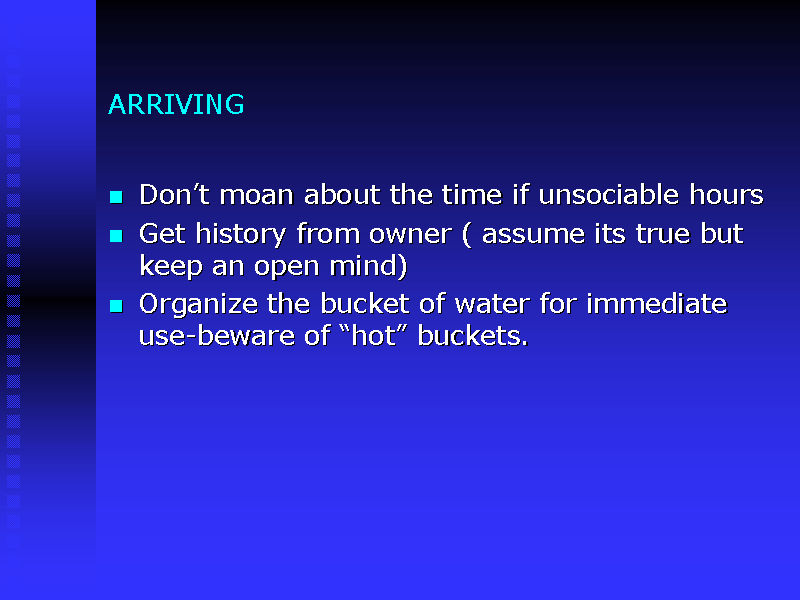 ARRIVING
Don’t moan about the time if unsociable hours
Get history from owner ( assume its true but
keep an open mind)
Organize the bucket of water for immediate
use-beware of “hot” buckets.